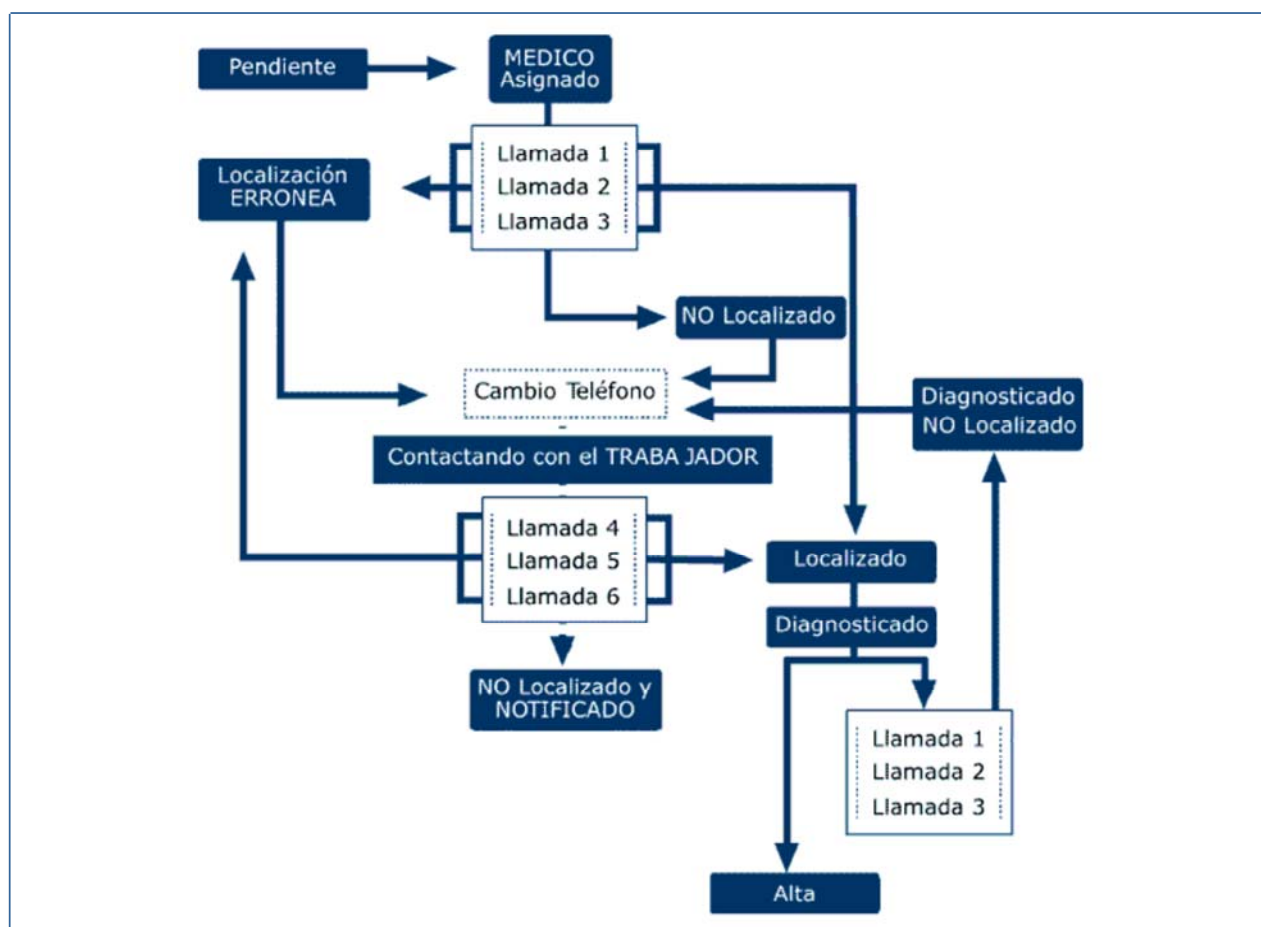 Pendiente
MEDICO
Asignado
Llamada 1
Llamada 2
Llamada 3
Localización
ERRONEA
NO Localizado
Cambio Teléfono
Diagnosticado
NO Localizado
Contactando con el TRABA JADOR
Llamada 4
Llamada 5
Llamada 6
Localizado
Diagnosticado
NO Localizado y
NOTIFICADO
Llamada 1
Llamada 2
Llamada 3
Alta